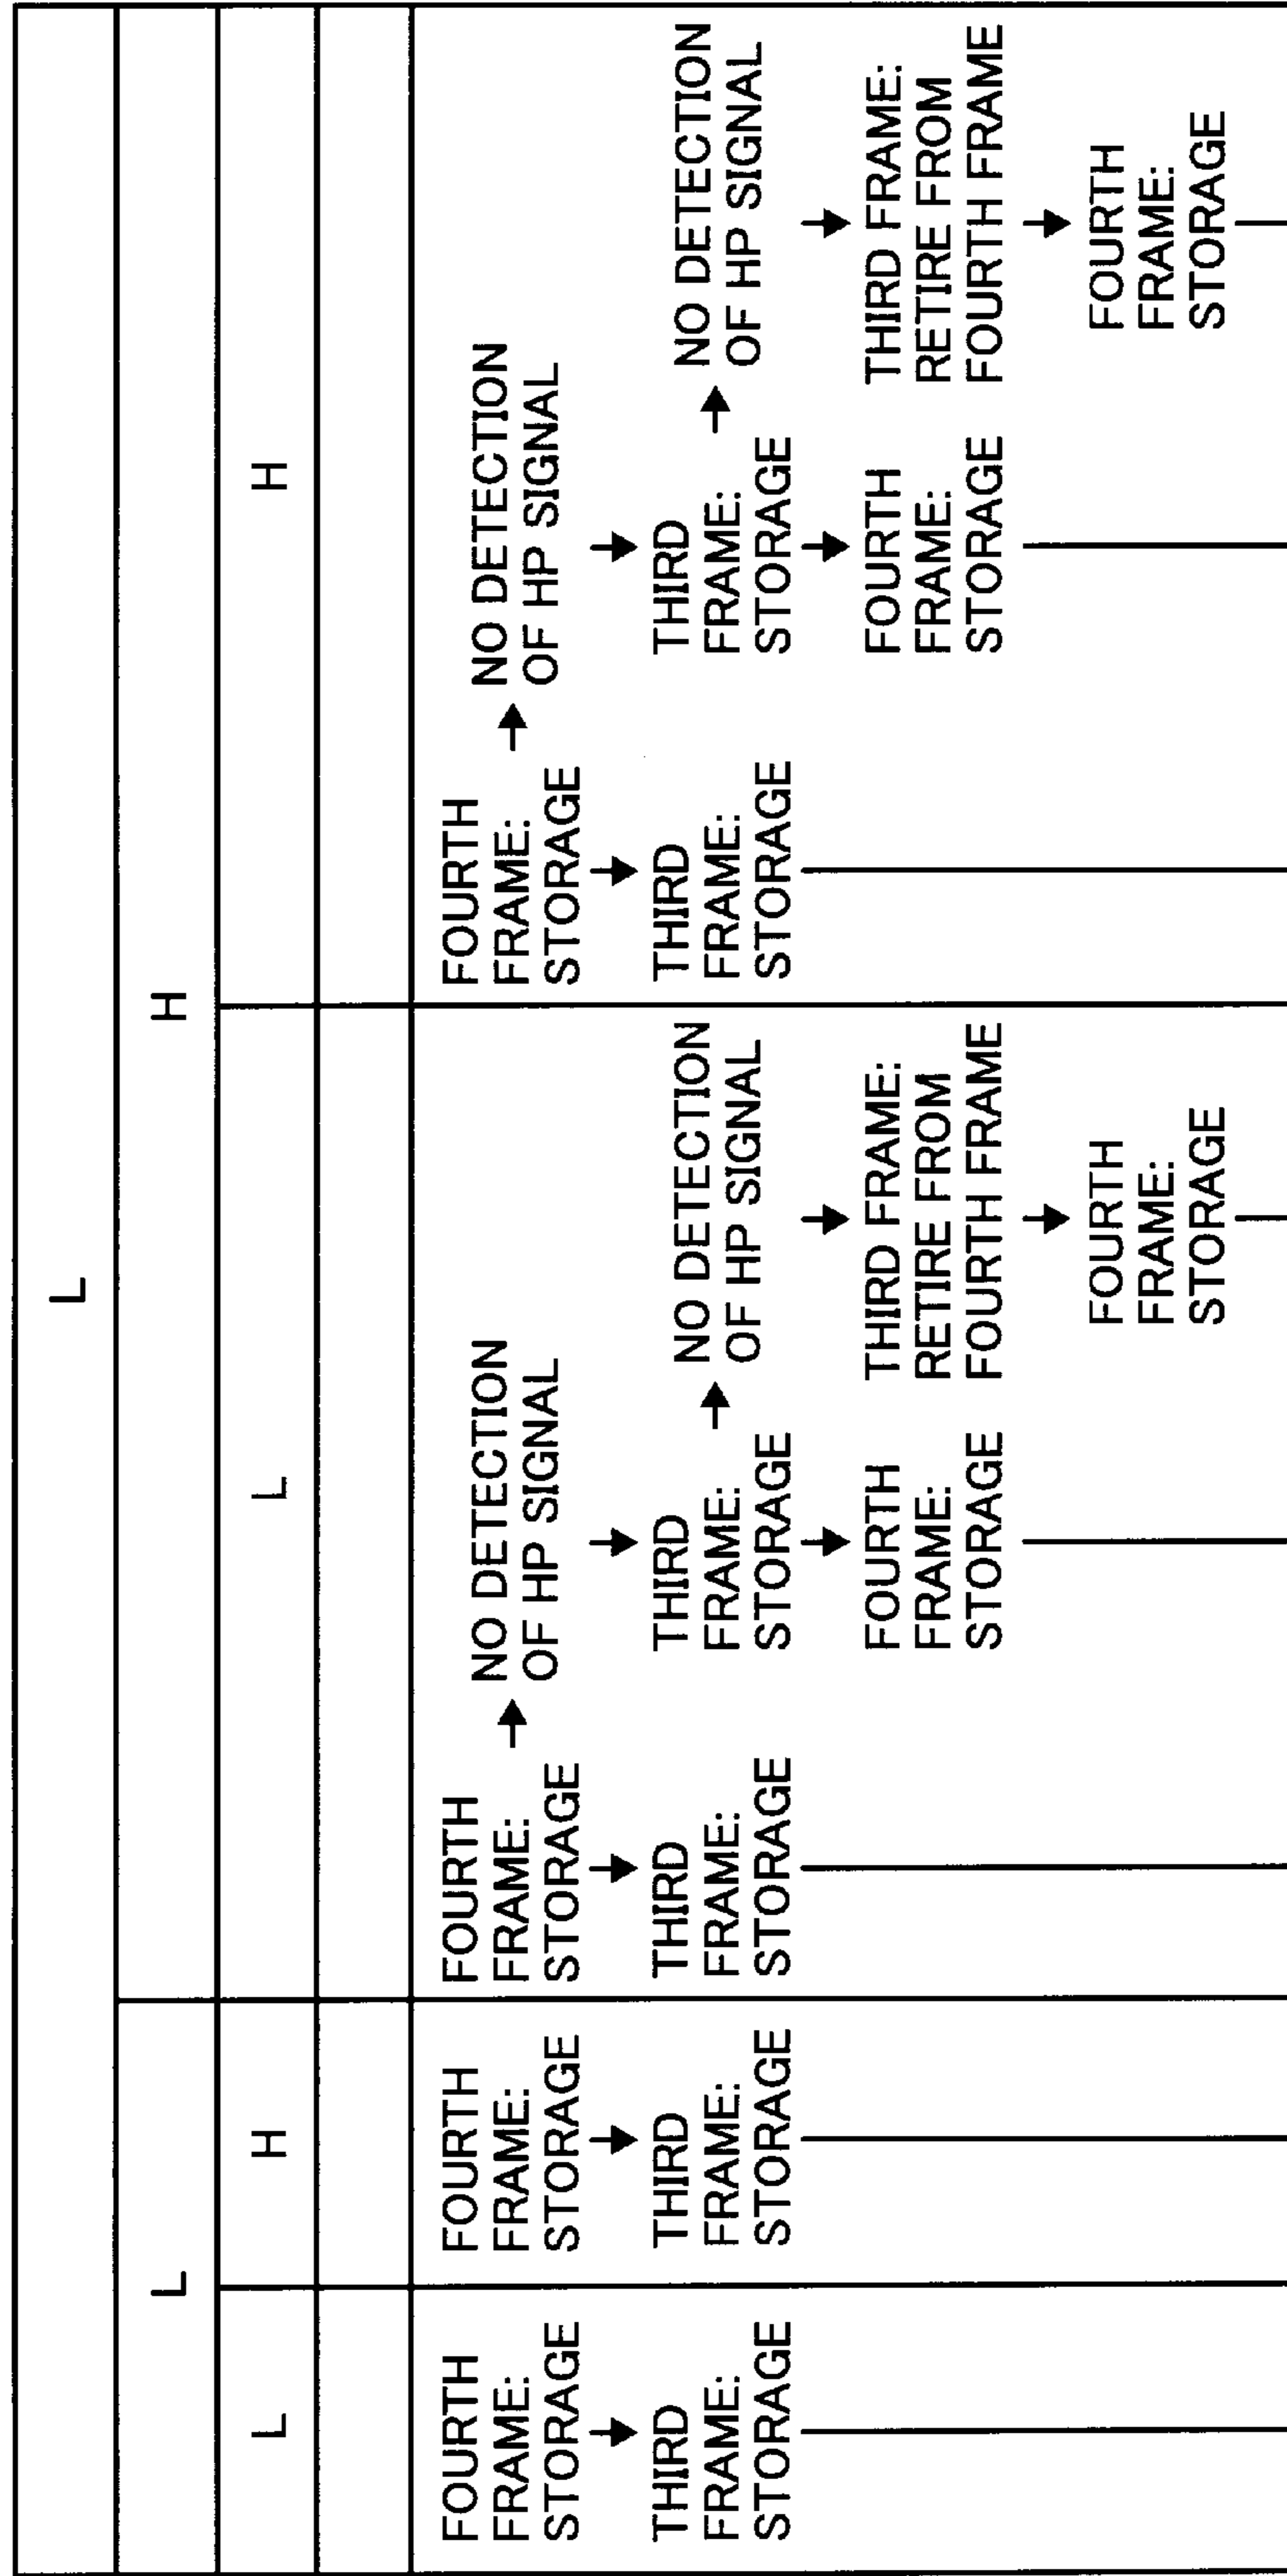 L
L
H
L
H
L
H
FOURTH
FRAME:
STORAGE
THIRD
FRAME:
STORAGE
FOURTH
FRAME:
STORAGE
THIRD
FRAME:
STORAGE
FOURTH
FRAME:
STORAGE
NO DETECTION
OF HP SIGNAL
THIRD
FRAME:
STORAGE
THIRD
FRAME:
STORAGE
NO DETECTION
OF HP SIGNAL
FOURTH
FRAME:
STORAGE
THIRD FRAME:
RETIRE FROM
FOURTH FRAME
FOURTH
FRAME:
STORAGE
FOURTH
FRAME:
STORAGE
NO DETECTION
OF HP SIGNAL
THIRD
FRAME:
STORAGE
THIRD
FRAME:
STORAGE
NO DETECTION
OF HP SIGNAL
FOURTH
FRAME:
STORAGE
THIRD FRAME:
RETIRE FROM
FOURTH FRAME
FOURTH
FRAME:
STORAGE